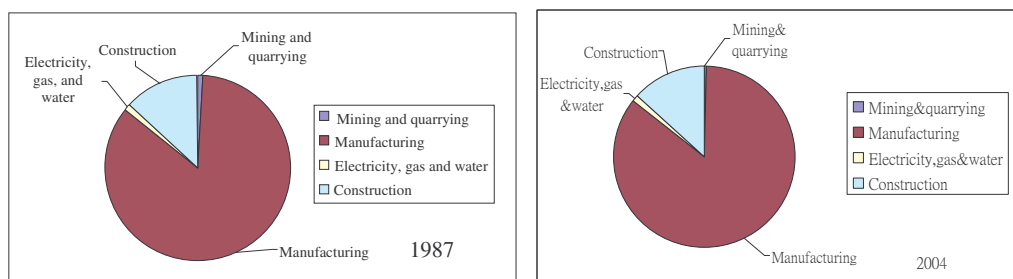 Mining and
quarrying
Construction
Electricity,
gas, and
water
Mining and quarrying
Manufacturing
Electricity, gas and water
Construction
Manufacturing
1987
Mining&
quarrying
Construction
Electricity,gas
&water
Mining&quarrying
Manufacturing
Electricity,gas&water
Construction
Manufacturing
2004